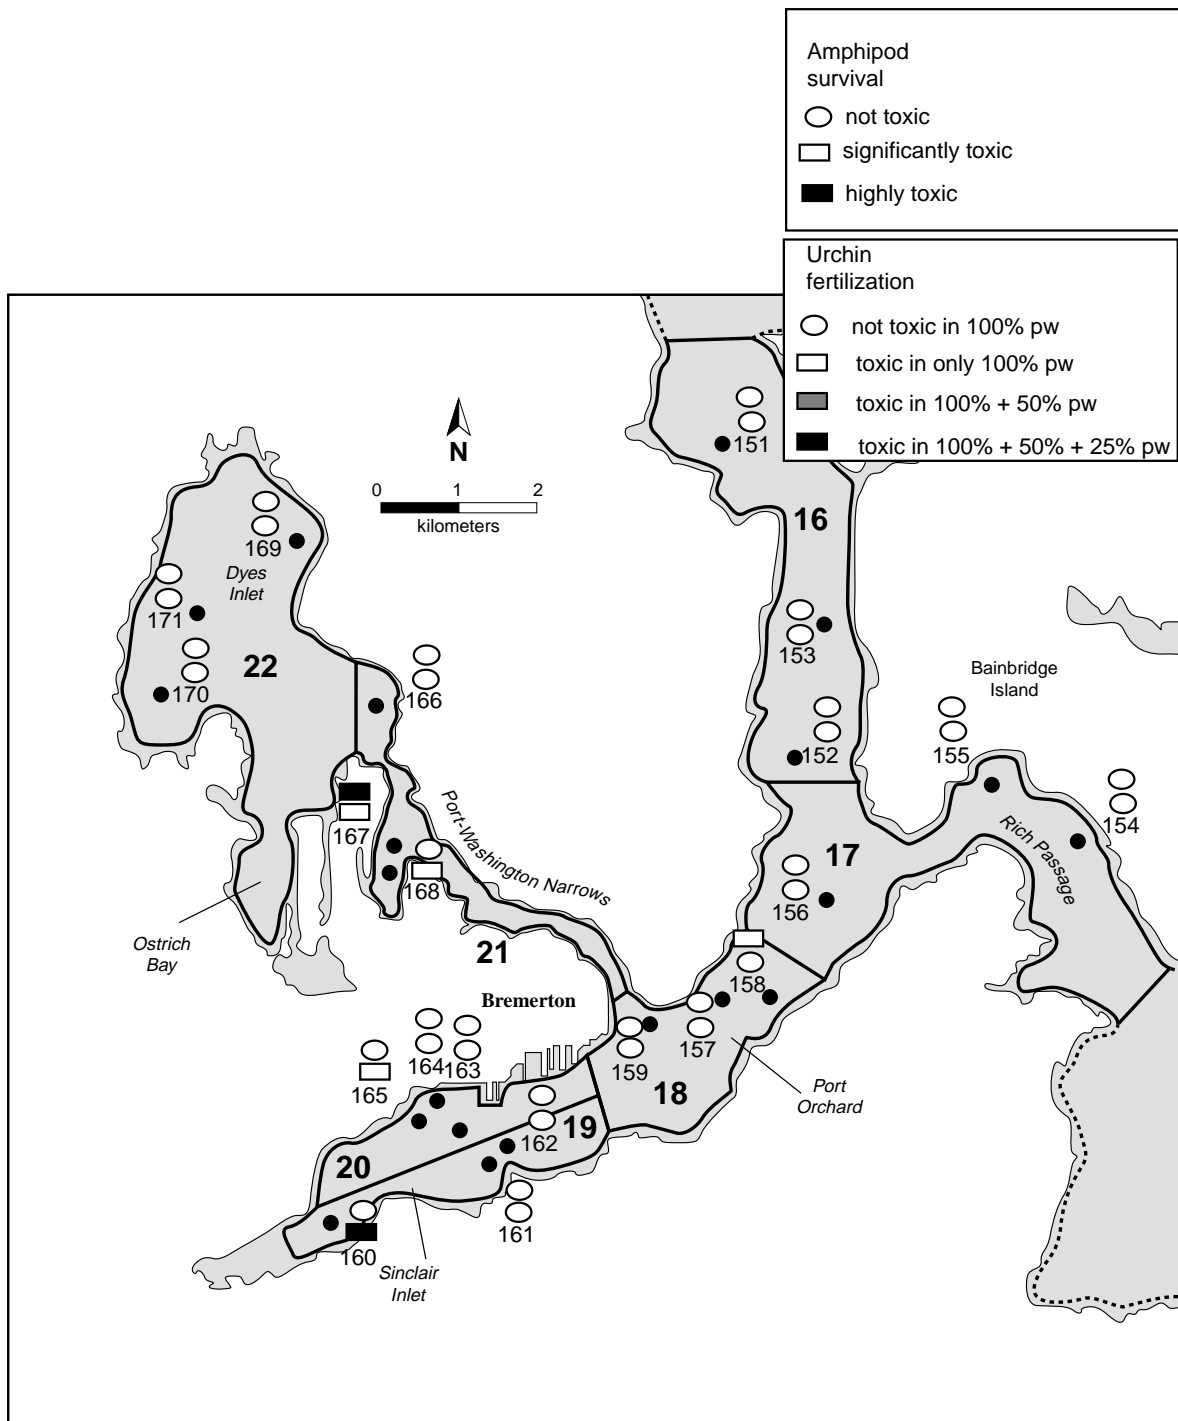 Amphipod
survival
not toxic
significantly toxic
highly toxic
Urchin
fertilization
not toxic in 100% pw
toxic in only 100% pw
toxic in 100% + 50% pw
toxic in 100% + 50% + 25% pw
N
0 1 2
kilometers
151
16
169
Dyes
Inlet
171
153
22
170
166
Bainbridge
Island
152
155
154
167
168
Port-Washington Narrows
17
Rich Passage
156
Ostrich
Bay
21
158
Bremerton
157
159
164
163
165
18
Port
Orchard
162
19
20
161
160
Sinclair
Inlet